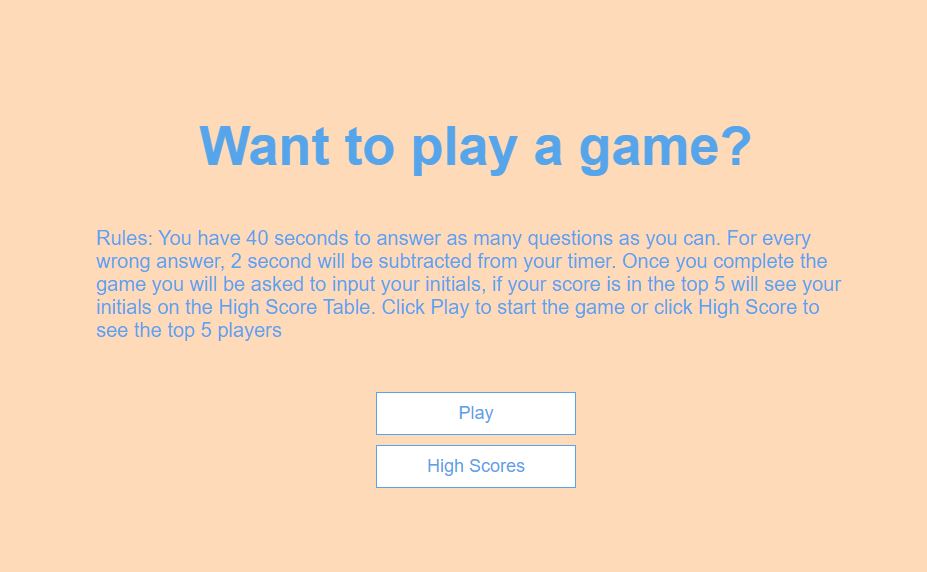 Want to play a game?
Rules: You have 40 seconds to answer as many questions as you can. For every
wrong answer, 2 second will be subtracted from your timer. Once you complete the
game you will be asked to input your initials, if your score is in the top 5 will see your
initials on the High Score Table. Click Play to start the game or click High Score to
see the top 5 players
Play
High Scores